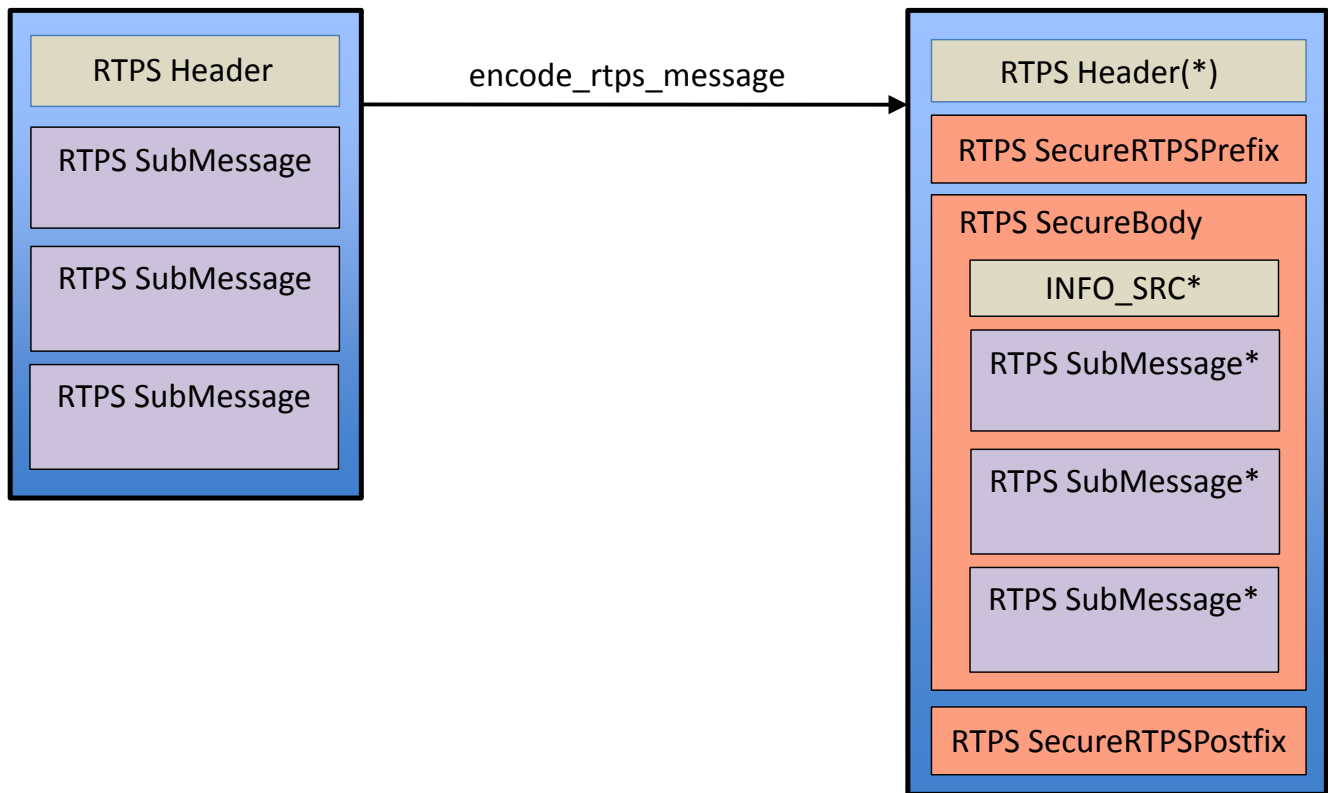 RTPS Header
RTPS SubMessage
RTPS SubMessage
RTPS SubMessage
encode_rtps_message
RTPS Header(*)
RTPS SecureRTPSPrefix
RTPS SecureBody
INFO_SRC*
RTPS SubMessage*
RTPS SubMessage*
RTPS SubMessage*
RTPS SecureRTPSPostfix